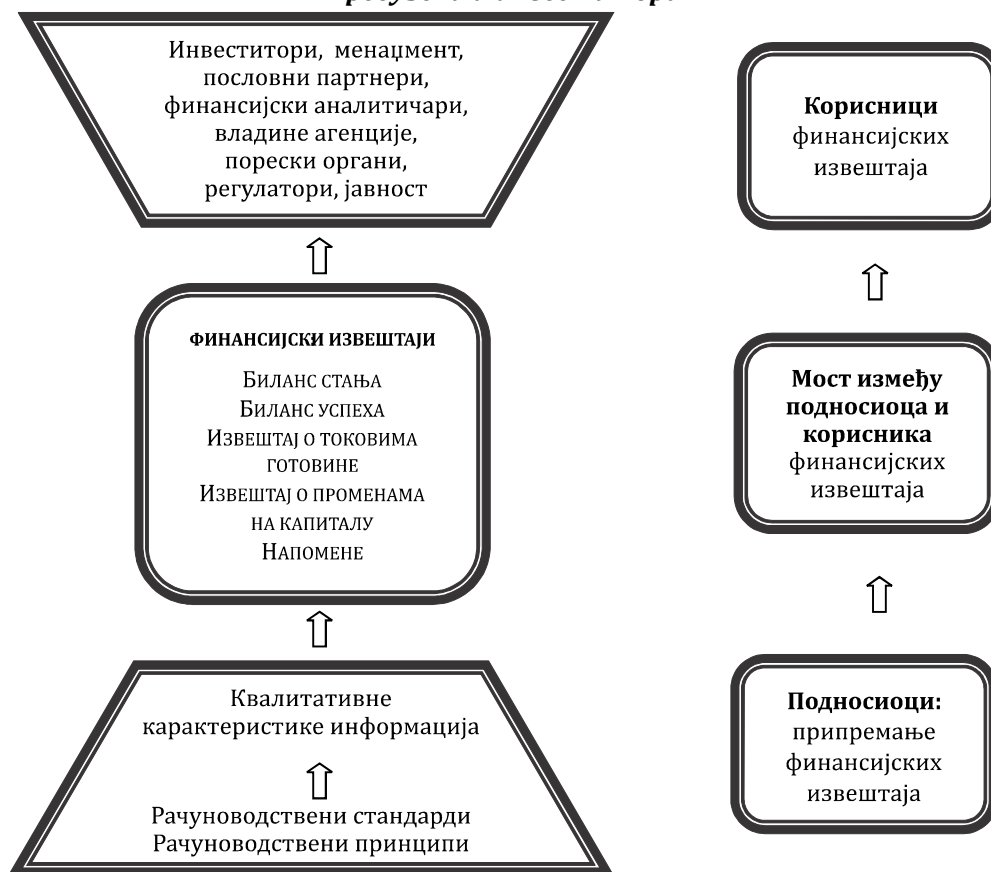 Инвеститори, менаџмент,
пословни партнери,
финансијски аналитичари,
владине агенције,
порески органи,
регулатори, јавност
ФИНАНСИЈСКИ ИЗВЕШТАЈИ
БИЛАНС СТАЊА
БИЛАНС УСПЕХА
ИЗВЕШТАЈ О ТОКОВИМА
ГОТОВИНЕ
ИЗВЕШТАЈ О ПРОМЕНАМА
НА КАПИТАЛУ
НАПОМЕНЕ
Квалитативне
карактеристике информација
Рачуноводствени стандарди
Рачуноводствени принципи
Корисници
финансијских
извештаја
Мост између
подносиоца и
корисника
финансијских
извештаја
Подносиоци:
припремање
финансијских
извештаја